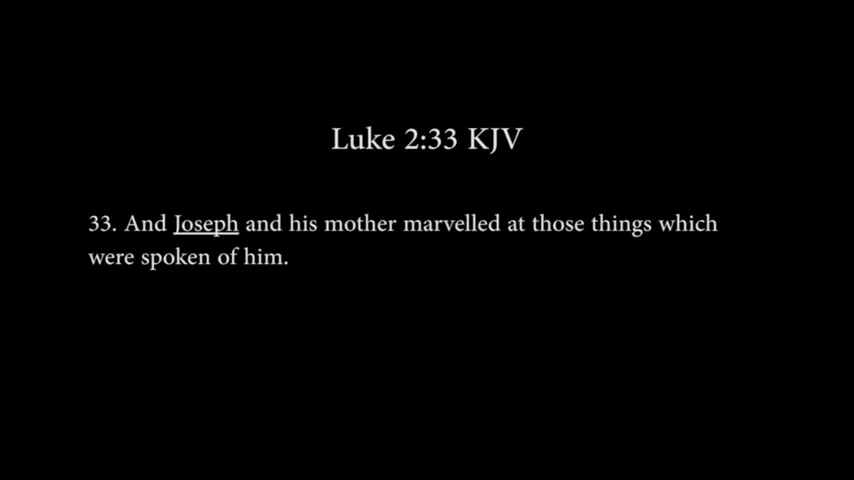 Luke 2:33 KJV
33. And Joseph and his mother marvelled at those things which
were spoken of him.